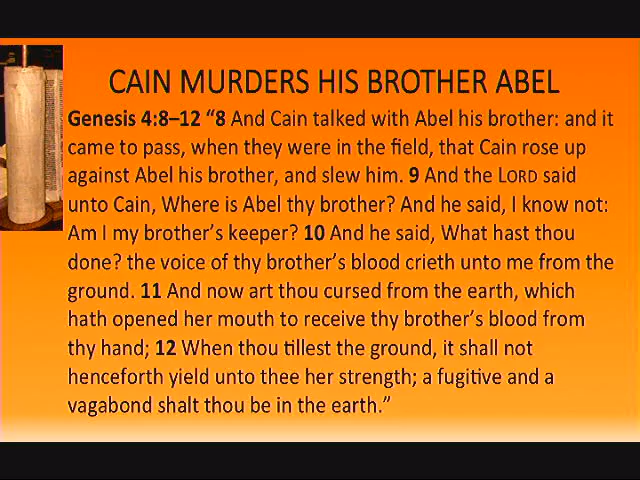 CAIN MURDERS HIS BROTHER ABEL
Genesis 4:8–12 “8 And Cain talked with Abel his brother: and it
came to pass, when they were in the field, that Cain rose up
against Abel his brother, and slew him. 9 And the LORD said
unto Cain, Where is Abel thy brother? And he said, I know not:
Am I my brother’s keeper? 10 And he said, What hast thou
done? the voice of thy brother’s blood crieth unto me from the
ground. 11 And now art thou cursed from the earth, which
hath opened her mouth to receive thy brother’s blood from
thy hand; 12 When thou tillest the ground, it shall not
henceforth yield unto thee her strength; a fugitive and a
vagabond shalt thou be in the earth.”